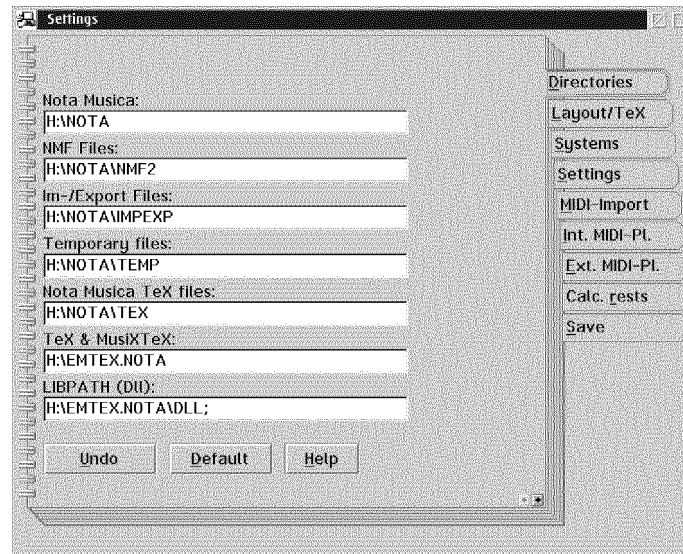 Settings
Nota Musica:
H:\NOTA
NMF Files:
H:\NOTA\NMF2
Im-/Export Files:
H:\NOTA\IMPEXP
Temporary files:
H:\NOTA\TEMP
Nota Musica TeX files:
H:\NOTA\TEX
TeX & MusiXTeX:
H:\EMTEX.NOTA
LIBPATH (Dll):
H:\EMTEX.NOTA\DLL;
Undo Default Help
Directories
Layout/TeX
Systems
Settings
MIDI-Import
Int. MIDI-Pl.
Ext. MIDI-Pl.
Calc. rests
Save